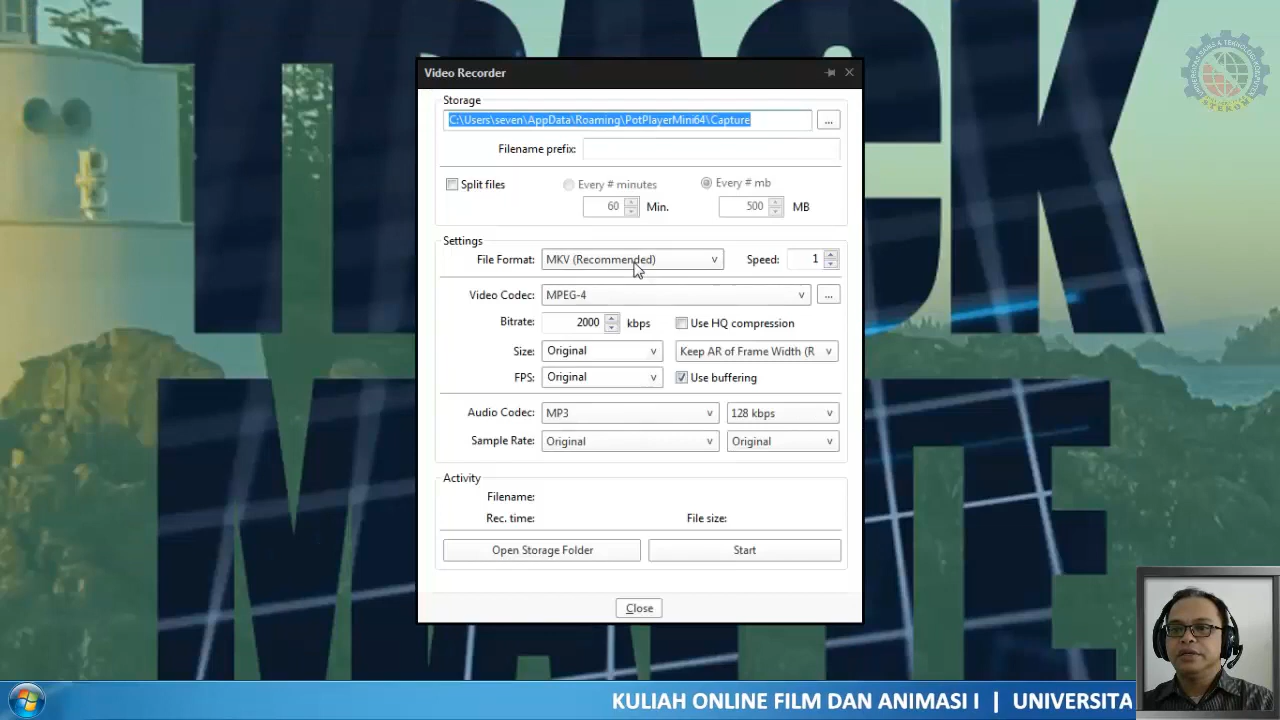 TRACK
MATTE
Video Recorder
Storage
C:\Users\seven\AppData\Roaming\PotPlayerMini64\Capture
...
Filename prefix:
Split files
Every # minutes
Every # mb
60
Min.
500
MB
Settings
File Format:
MKV (Recommended)
Speed:
1
Video Codec:
MPEG-4
...
Bitrate:
2000
kbps
Use HQ compression
Size:
Original
Keep AR of Frame Width (R
FPS:
Original
Use buffering
Audio Codec:
MP3
128 kbps
Sample Rate:
Original
Original
Activity
Filename:
Rec. time:
File size:
Open Storage Folder
Start
Close
KULIAH ONLINE FILM DAN ANIMASI I | UNIVERSITA